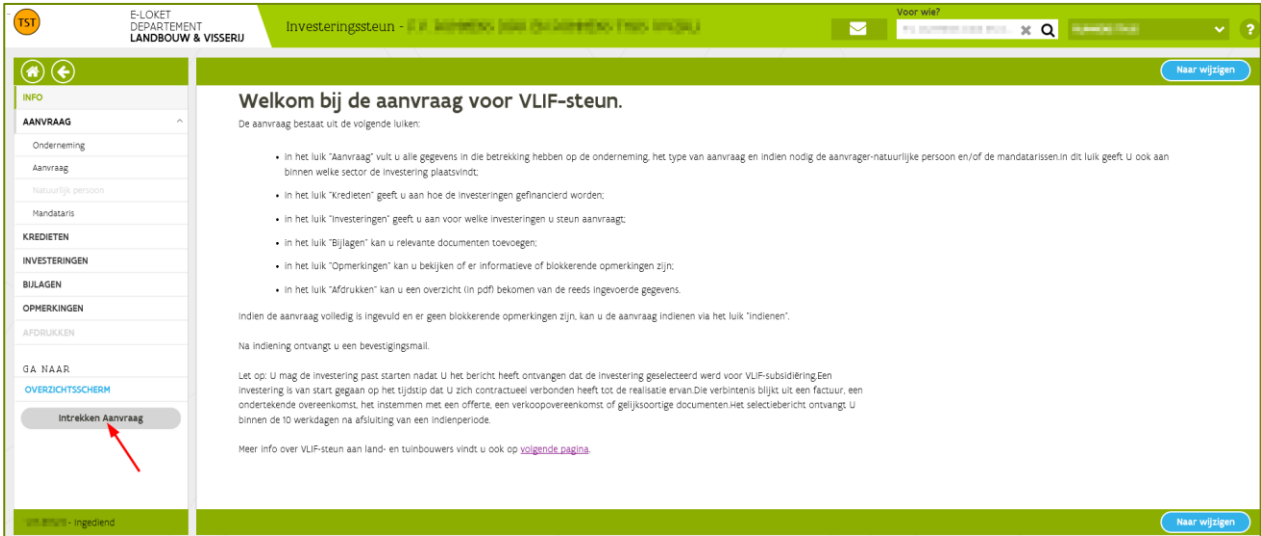 TST
E-LOKET
DEPARTEMENT
LANDBOUW & VISSERIJ
Investeringssteun -
Voor wie?
?
Naar wijzigen
INFO
AANVRAAG
Onderneming
Aanvraag
Natuurlijk persoon
Mandataris
KREDIETEN
INVESTERINGEN
BIJLAGEN
OPMERKINGEN
AFDRUKKEN
GA NAAR
OVERZICHTSSCHERM
Intrekken Aanvraag
- Ingediend
Welkom bij de aanvraag voor VLIF-steun.
De aanvraag bestaat uit de volgende luiken:
• In het luik "Aanvraag" vult u alle gegevens in die betrekking hebben op de onderneming, het type van aanvraag en indien nodig de aanvrager-natuurlijke persoon en/of de mandatarissen.In dit luik geeft U ook aan
binnen welke sector de investering plaatsvindt;
• In het luik "Kredieten" geeft u aan hoe de investeringen gefinancierd worden;
• in het luik "Investeringen" geeft u aan voor welke investeringen u steun aanvraagt;
• in het luik "Bijlagen" kan u relevante documenten toevoegen;
• in het luik "Opmerkingen" kan u bekijken of er informatieve of blokkerende opmerkingen zijn;
• in het luik "Afdrukken" kan u een overzicht (in pdf) bekomen van de reeds ingevoerde gegevens.
Indien de aanvraag volledig is ingevuld en er geen blokkerende opmerkingen zijn, kan u de aanvraag indienen via het luik "Indienen".
Na indiening ontvangt u een bevestigingsmail.
Let op: U mag de investering past starten nadat U het bericht heeft ontvangen dat de investering geselecteerd werd voor VLIF-subsidiëring.Een
investering is van start gegaan op het tijdstip dat U zich contractueel verbonden heeft tot de realisatie ervan.Die verbintenis blijkt uit een factuur, een
ondertekende overeenkomst, het instemmen met een offerte, een verkoopovereenkomst of gelijksoortige documenten.Het selectiebericht ontvangt U
binnen de 10 werkdagen na afsluiting van een indienperiode.
Meer info over VLIF-steun aan land- en tuinbouwers vindt u ook op volgende pagina.
Naar wijzigen